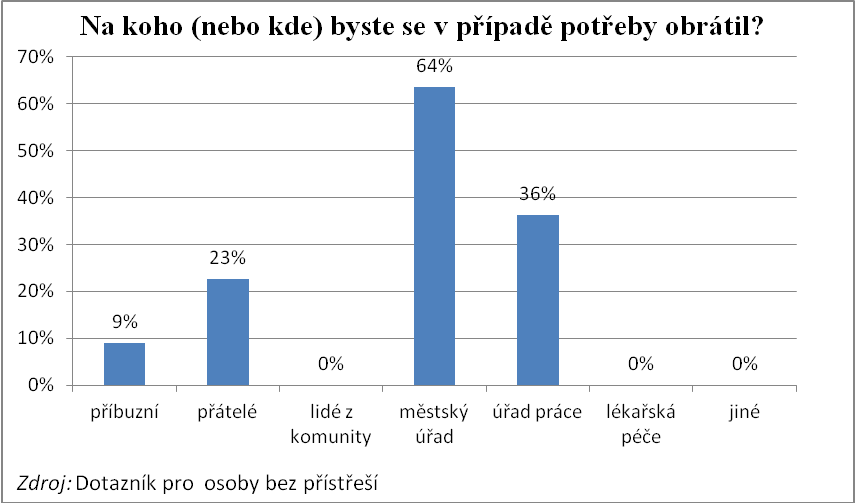 Na koho (nebo kde) byste se v případě potřeby obrátil?
70%
60%
50%
40%
30%
20%
10%
0%
9%
23%
0%
64%
36%
0%
0%
příbuzní
přátelé
lidé z
komunity
městský
úřad
úřad práce
lékařská
péče
jiné
Zdroj: Dotazník pro osoby bez přístřeší